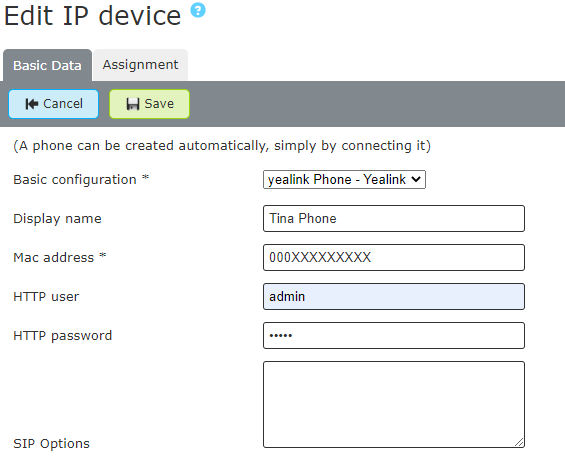 Edit IP device ?
Basic Data Assignment
Cancel Save
(A phone can be created automatically, simply by connecting it)
Basic configuration * yealink Phone - Yealink
Display name Tina Phone
Mac address * 000XXXXXXXXX
HTTP user admin
HTTP password •••••
SIP Options